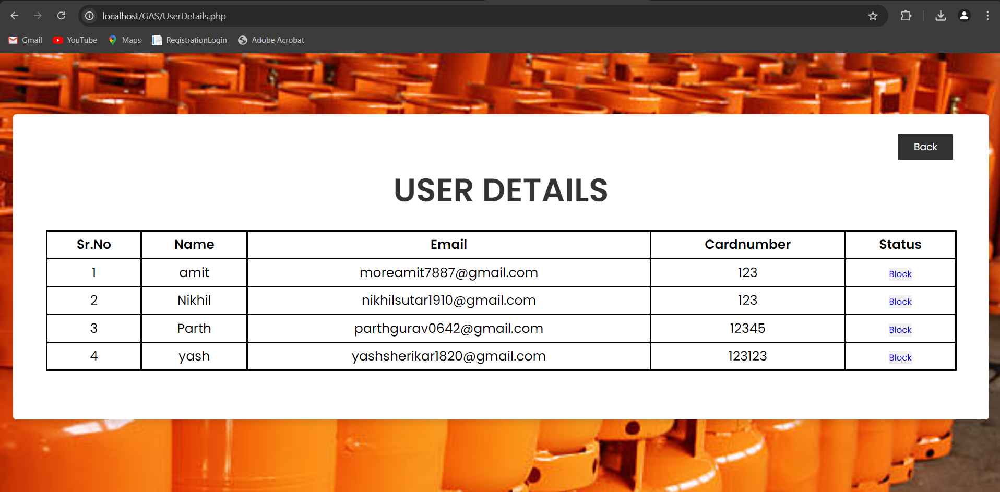 localhost/GAS/UserDetails.php
Gmail YouTube Maps RegistrationLogin Adobe Acrobat
Back
USER DETAILS
Sr.No Name Email Cardnumber Status
1 amit moreamit7887@gmail.com 123 Block
2 Nikhil nikhilsutar1910@gmail.com 123 Block
3 Parth parthgurav0642@gmail.com 12345 Block
4 yash yashsherikar1820@gmail.com 123123 Block